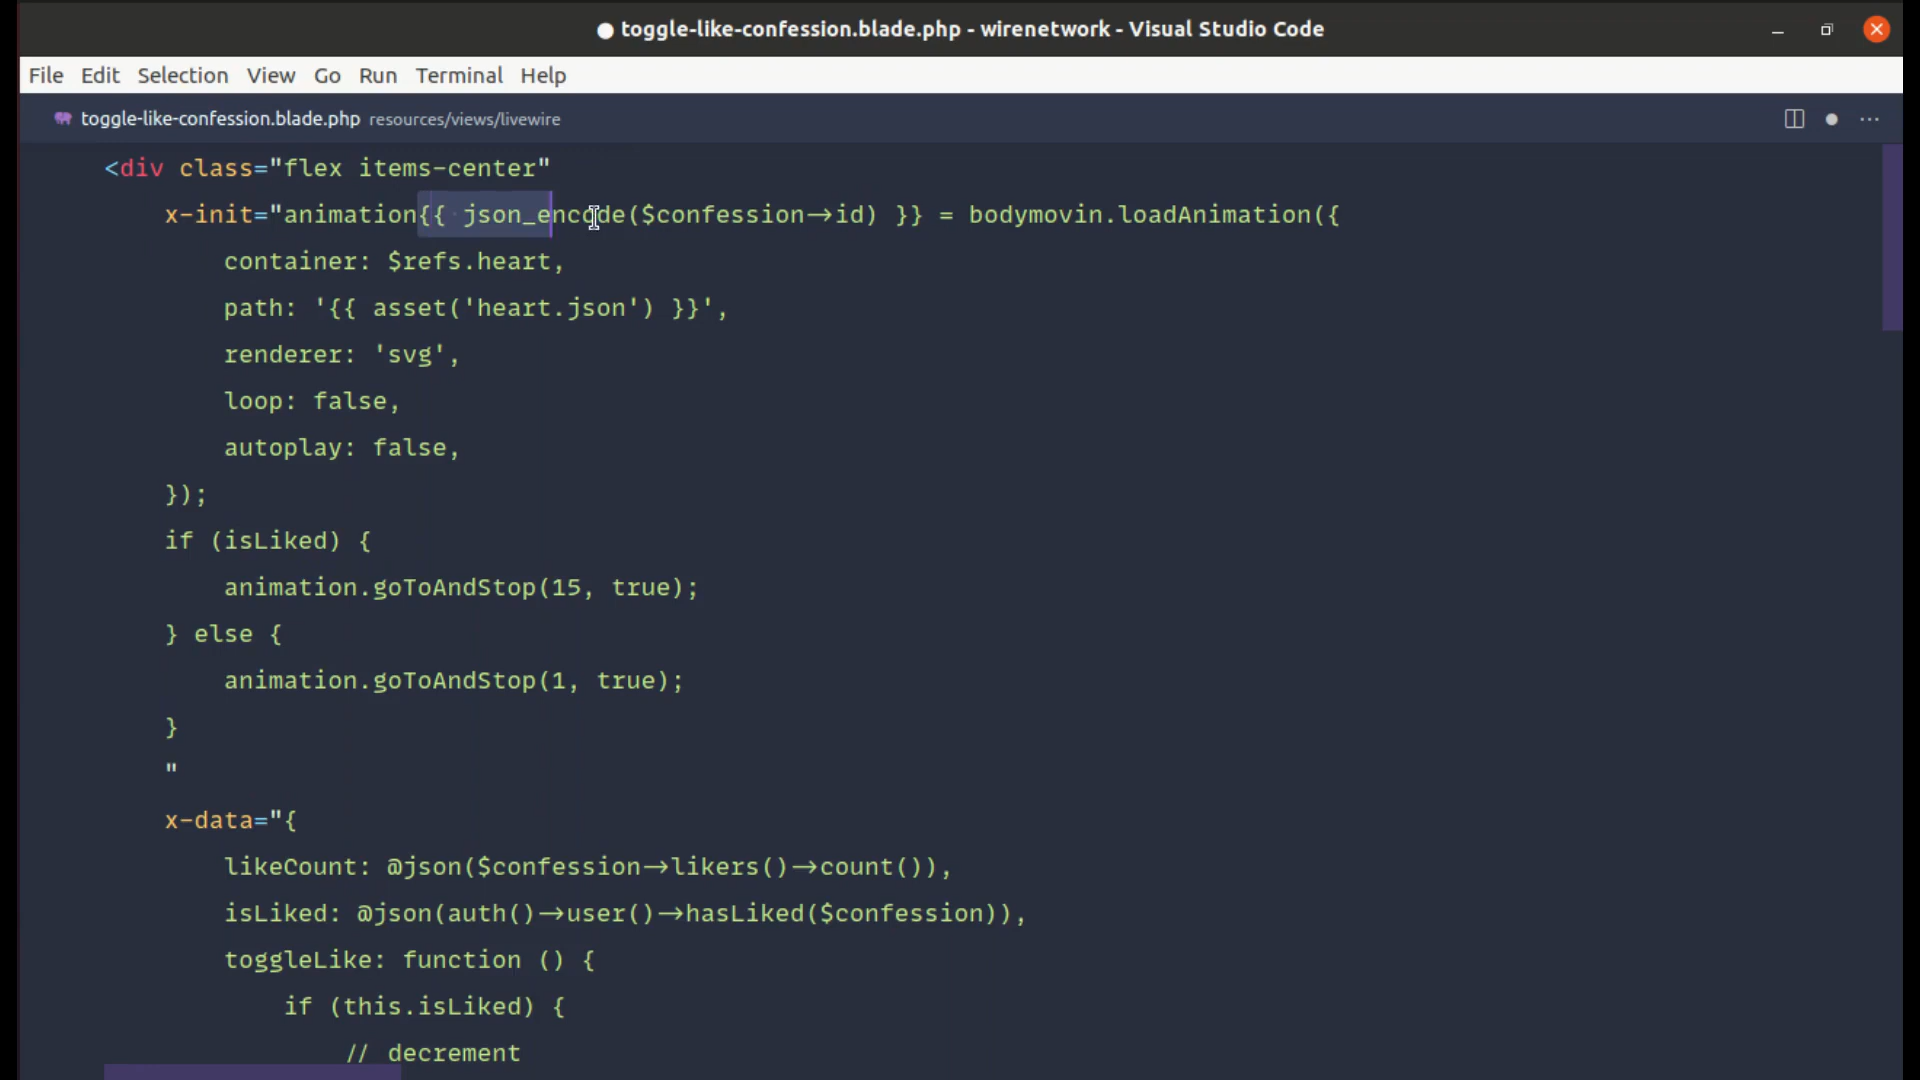 toggle-like-confession.blade.php - wirenetwork - Visual Studio Code
File Edit Selection View Go Run Terminal Help
toggle-like-confession.blade.php resources/views/livewire
<div class="flex items-center"
x-init="animation{{ json_encode($confession->id) }} = bodymovin.loadAnimation({
container: $refs.heart,
path: '{{ asset('heart.json') }}',
renderer: 'svg',
loop: false,
autoplay: false,
});
if (isLiked) {
animation.goToAndStop(15, true);
} else {
animation.goToAndStop(1, true);
}
"
x-data="{
likeCount: @json($confession->likers()->count()),
isLiked: @json(auth()->user()->hasLiked($confession)),
toggleLike: function () {
if (this.isLiked) {
// decrement